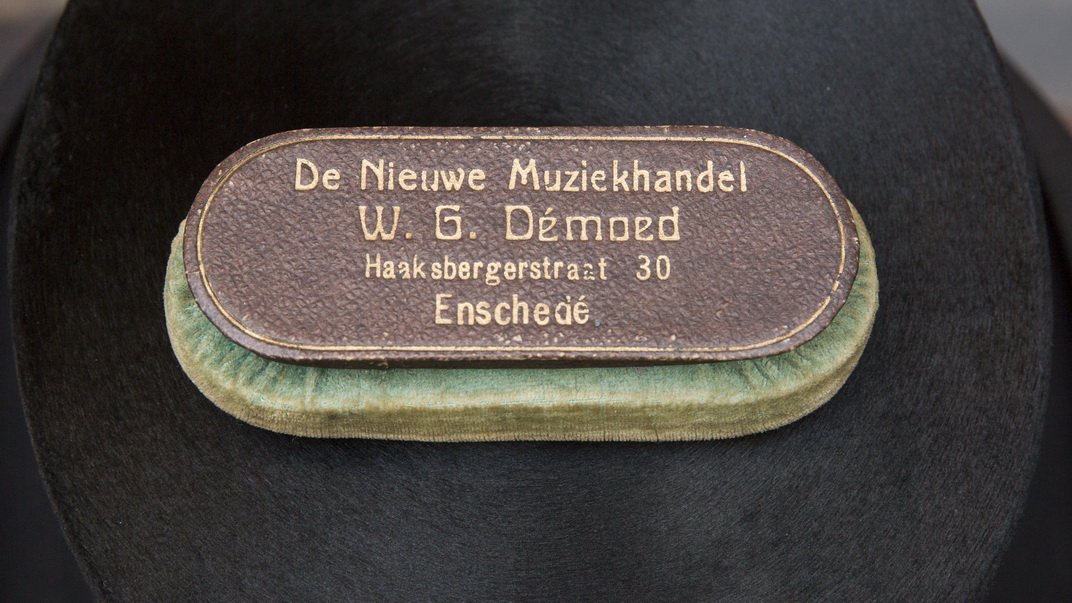 De Nieuwe Muziekhandel
W. G. Démoed
Haaksbergerstraat 30
Enschedé